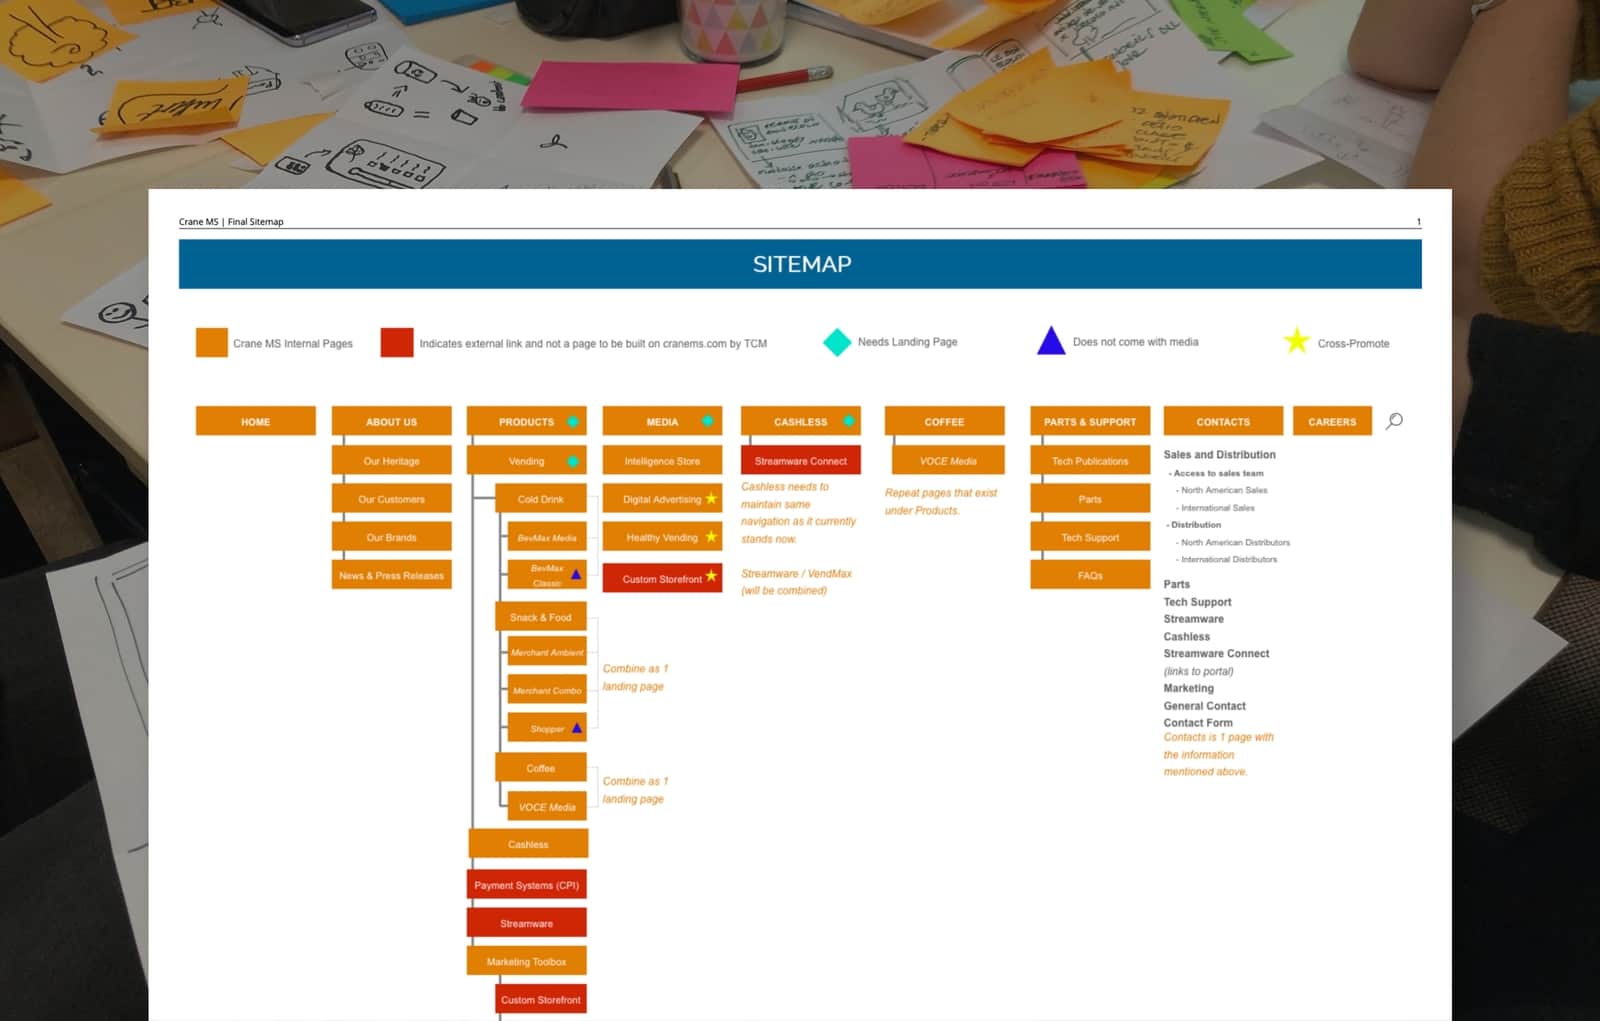 Crane MS | Final Sitemap
1
SITEMAP
Crane MS Internal Pages
Indicates external link and not a page to be built on cranems.com by TCM
Needs Landing Page
Does not come with media
Cross-Promote
HOME
ABOUT US
PRODUCTS
MEDIA
CASHLESS
COFFEE
PARTS & SUPPORT
CONTACTS
CAREERS
Our Heritage
Our Customers
Our Brands
News & Press Releases
Vending
Cold Drink
BevMax Media
BevMax
Classic
Snack & Food
Merchant Ambient
Merchant Combo
Shopper
Coffee
VOCE Media
Cashless
Payment Systems (CPI)
Streamware
Marketing Toolbox
Custom Storefront
Combine as 1
landing page
Combine as 1
landing page
Intelligence Store
Digital Advertising
Healthy Vending
Custom Storefront
Streamware Connect
Cashless needs to
maintain same
navigation as it currently
stands now.
Streamware / VendMax
(will be combined)
VOCE Media
Repeat pages that exist
under Products.
Tech Publications
Parts
Tech Support
FAQs
Sales and Distribution
- Access to sales team
- North American Sales
- International Sales
- Distribution
- North American Distributors
- International Distributors
Parts
Tech Support
Streamware
Cashless
Streamware Connect
(links to portal)
Marketing
General Contact
Contact Form
Contacts is 1 page with
the information
mentioned above.